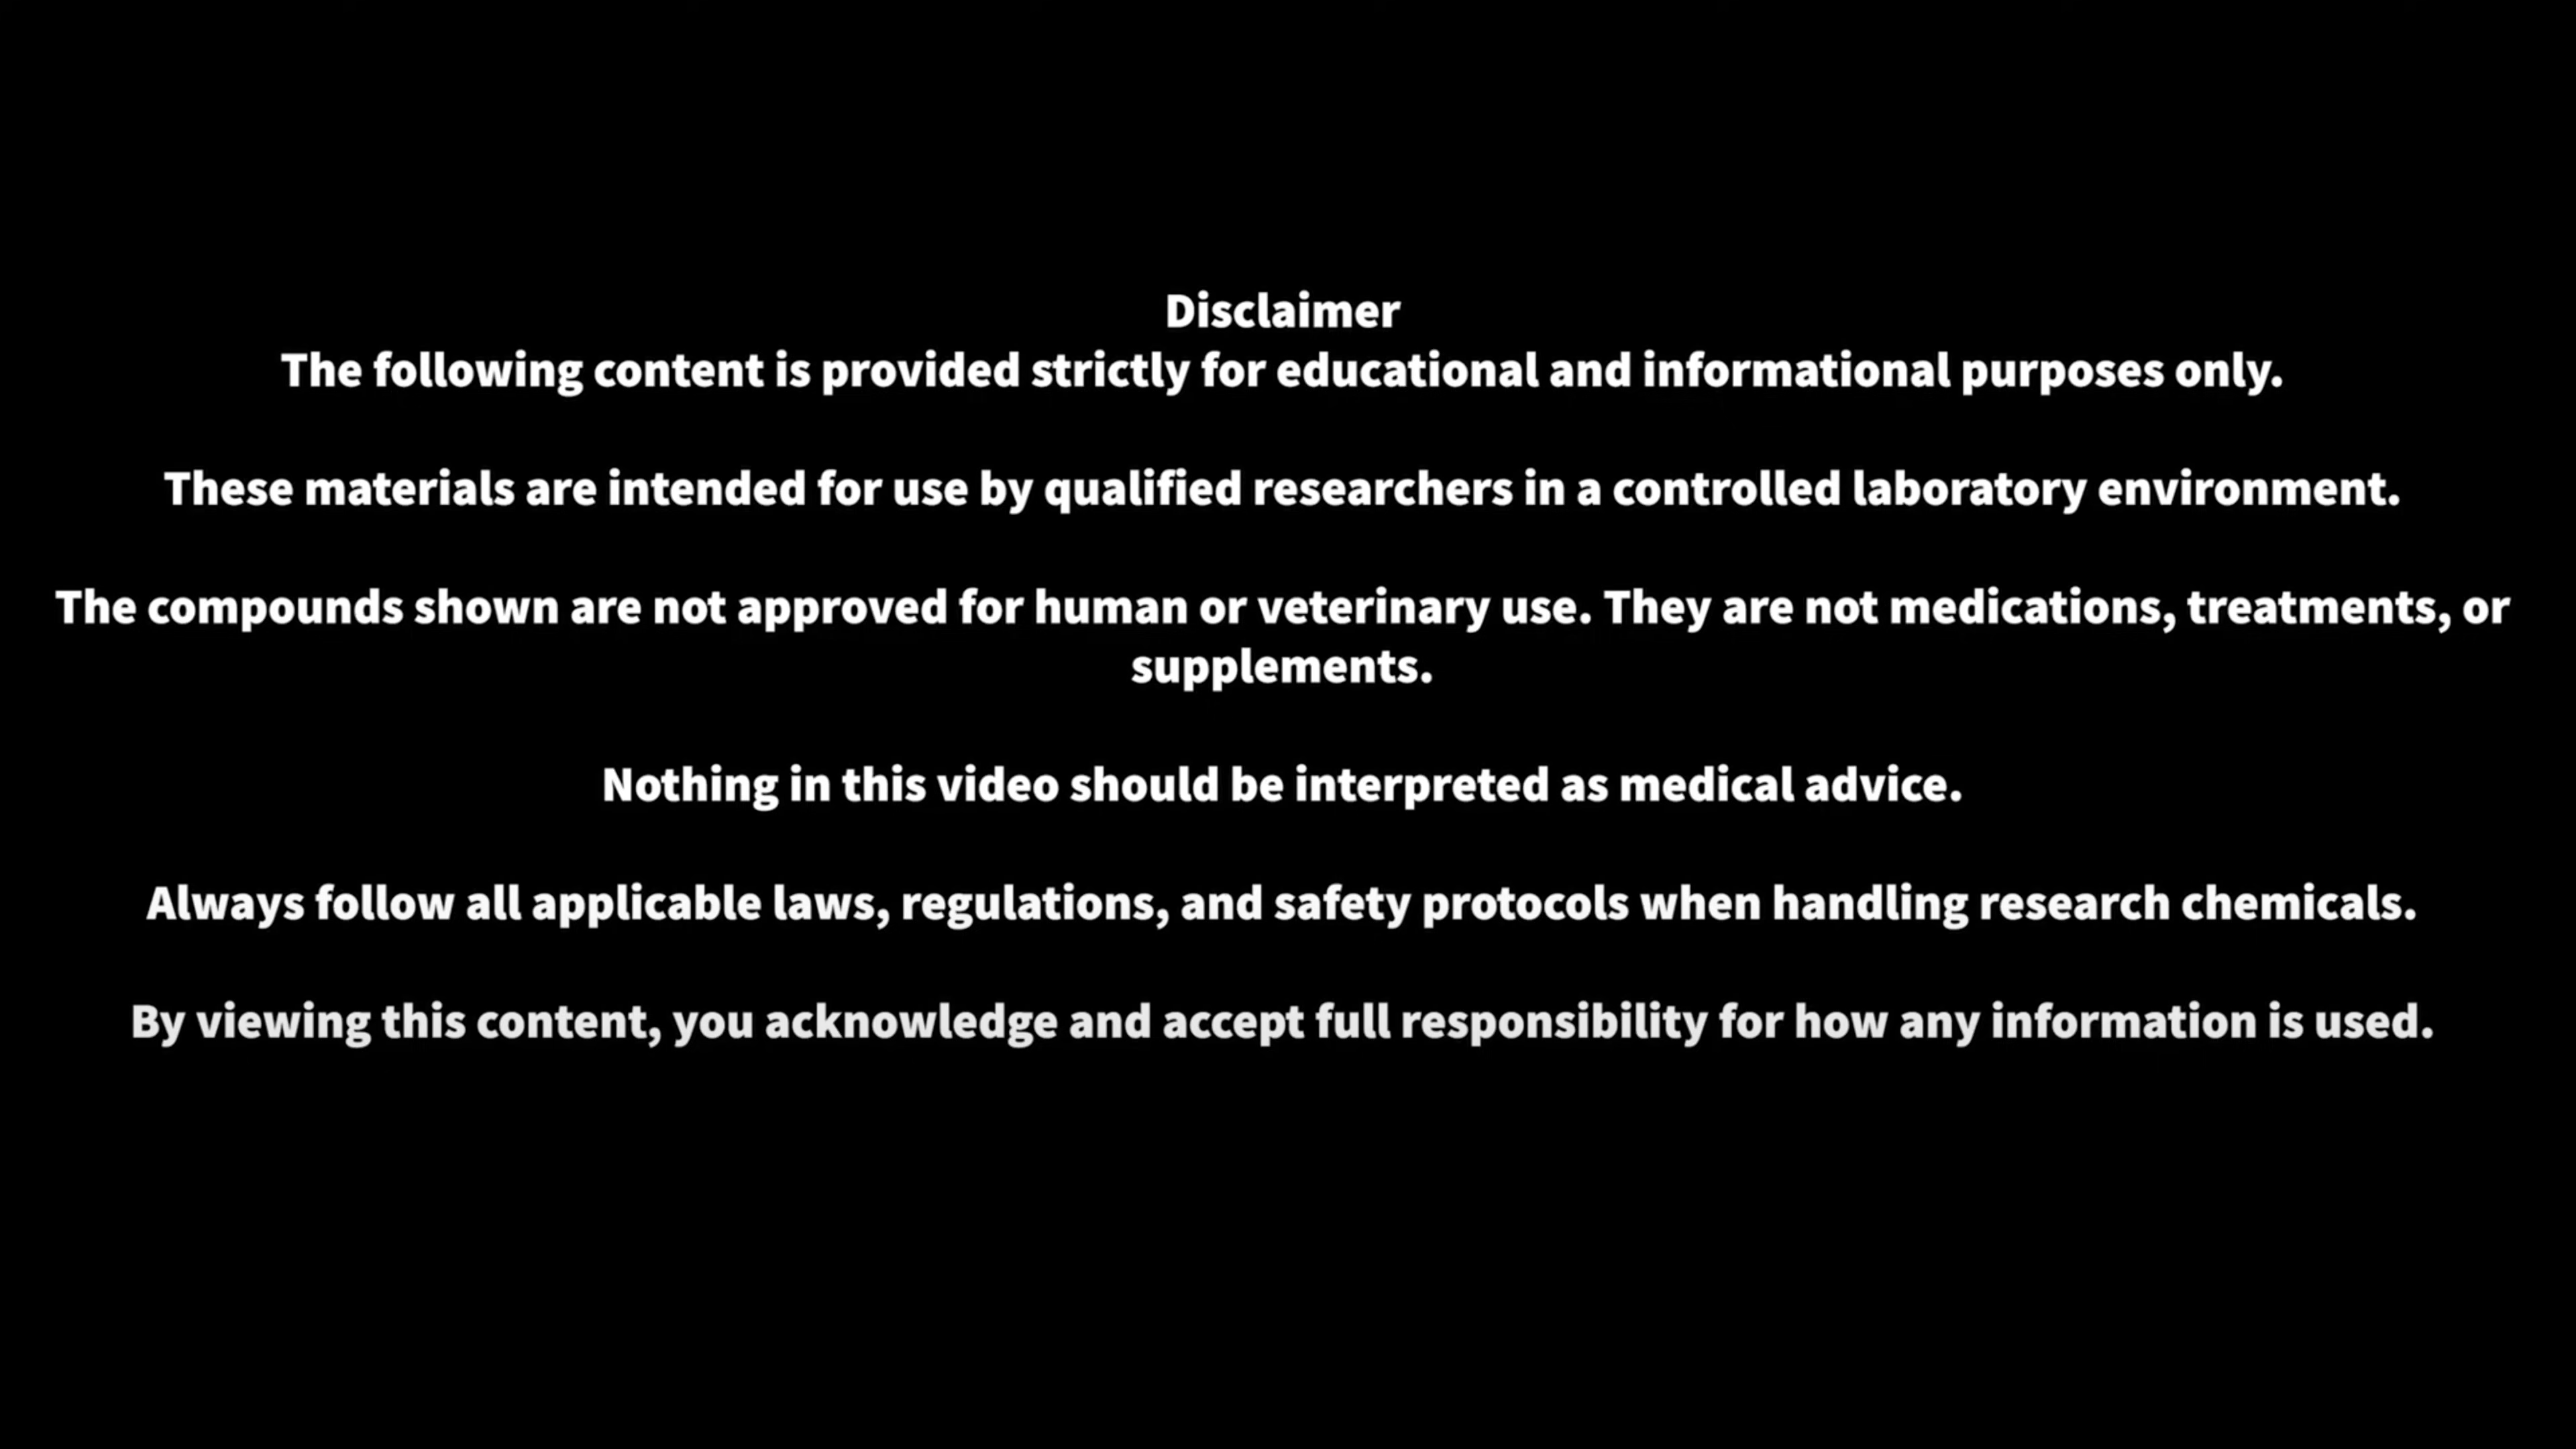 Disclaimer
The following content is provided strictly for educational and informational purposes only.
These materials are intended for use by qualified researchers in a controlled laboratory environment.
The compounds shown are not approved for human or veterinary use. They are not medications, treatments, or
supplements.
Nothing in this video should be interpreted as medical advice.
Always follow all applicable laws, regulations, and safety protocols when handling research chemicals.
By viewing this content, you acknowledge and accept full responsibility for how any information is used.